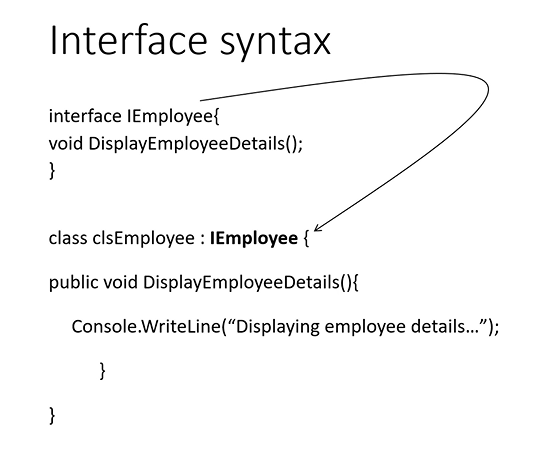 Interface syntax
interface IEmployee{
void DisplayEmployeeDetails();
}
class clsEmployee : IEmployee {
public void DisplayEmployeeDetails(){
Console.WriteLine(“Displaying employee details…”);
}
}